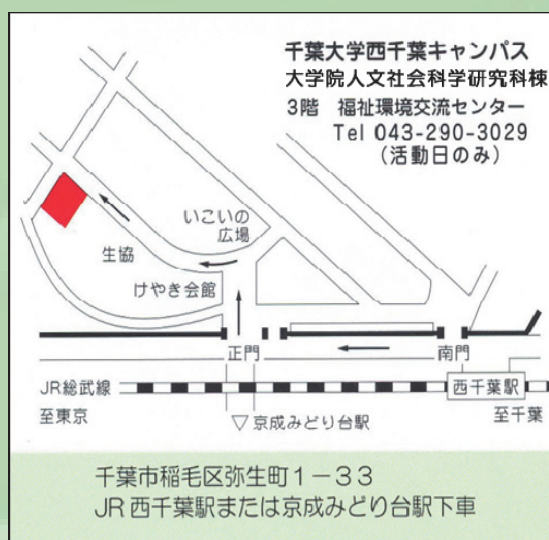 千葉大学西千葉キャンパス
大学院人文社会科学研究科棟
3階　福祉環境交流センター
Tel 043-290-3029
（活動日のみ）
いこいの
広場
生協
けやき会館
正門
南門
JR総武線
西千葉駅
至東京
▽京成みどり台駅
至千葉
千葉市稲毛区弥生町1－33
JR西千葉駅または京成みどり台駅下車